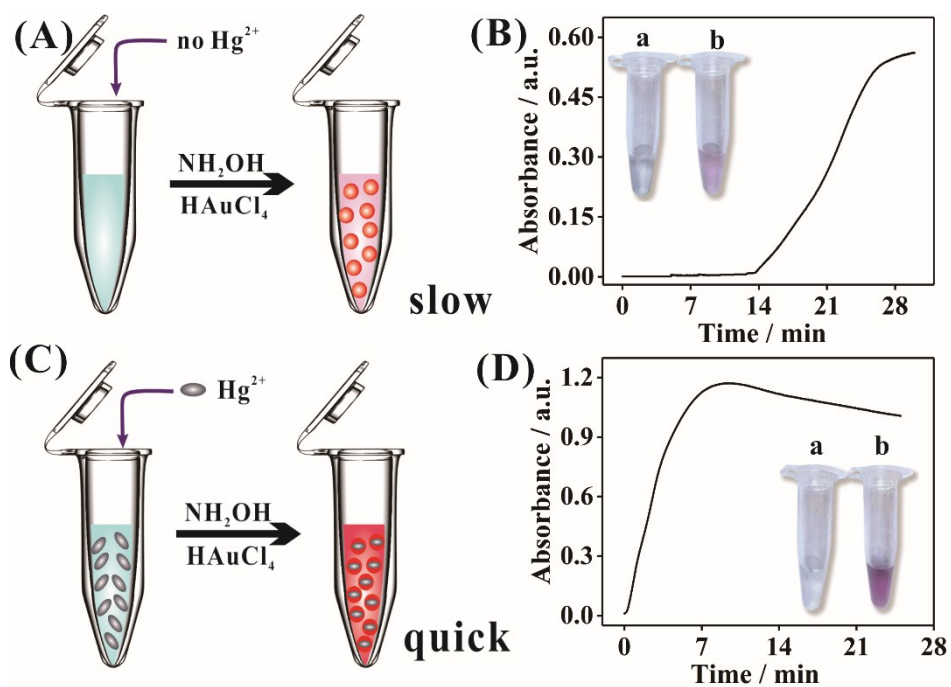 (A)
no Hg²⁺
NH₂OH
HAuCl₄
slow
(B)
a b
Absorbance / a.u.
0.60
0.45
0.30
0.15
0.00
0 7 14 21 28
Time / min
(C)
Hg²⁺
NH₂OH
HAuCl₄
quick
(D)
a b
Absorbance / a.u.
1.2
0.9
0.6
0.3
0.0
0 7 14 21 28
Time / min